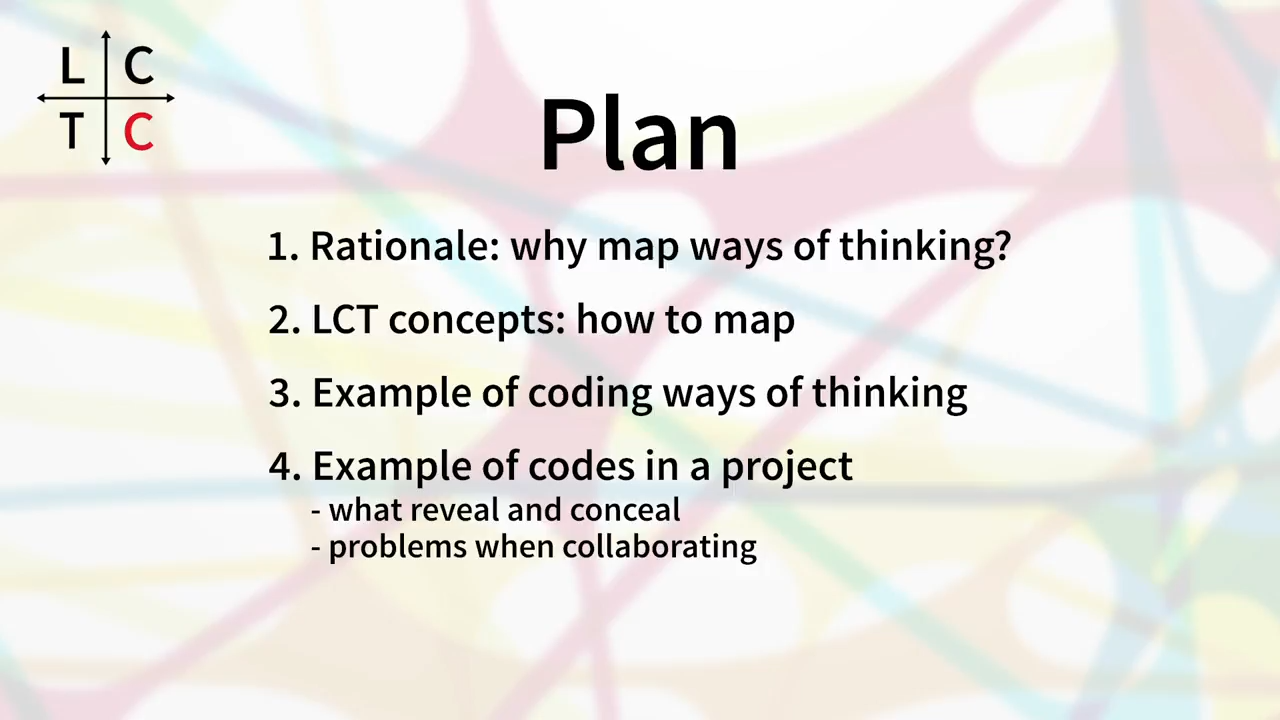 L C
T C
Plan
1. Rationale: why map ways of thinking?
2. LCT concepts: how to map
3. Example of coding ways of thinking
4. Example of codes in a project
- what reveal and conceal
- problems when collaborating